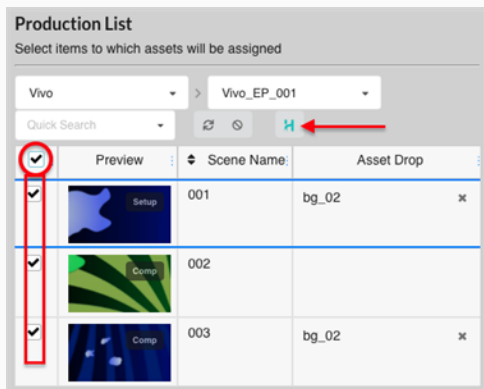 Production List
Select items to which assets will be assigned
Vivo > Vivo_EP_001
Quick Search
Preview Scene Name Asset Drop
Setup 001 bg_02
Comp 002
Comp 003 bg_02